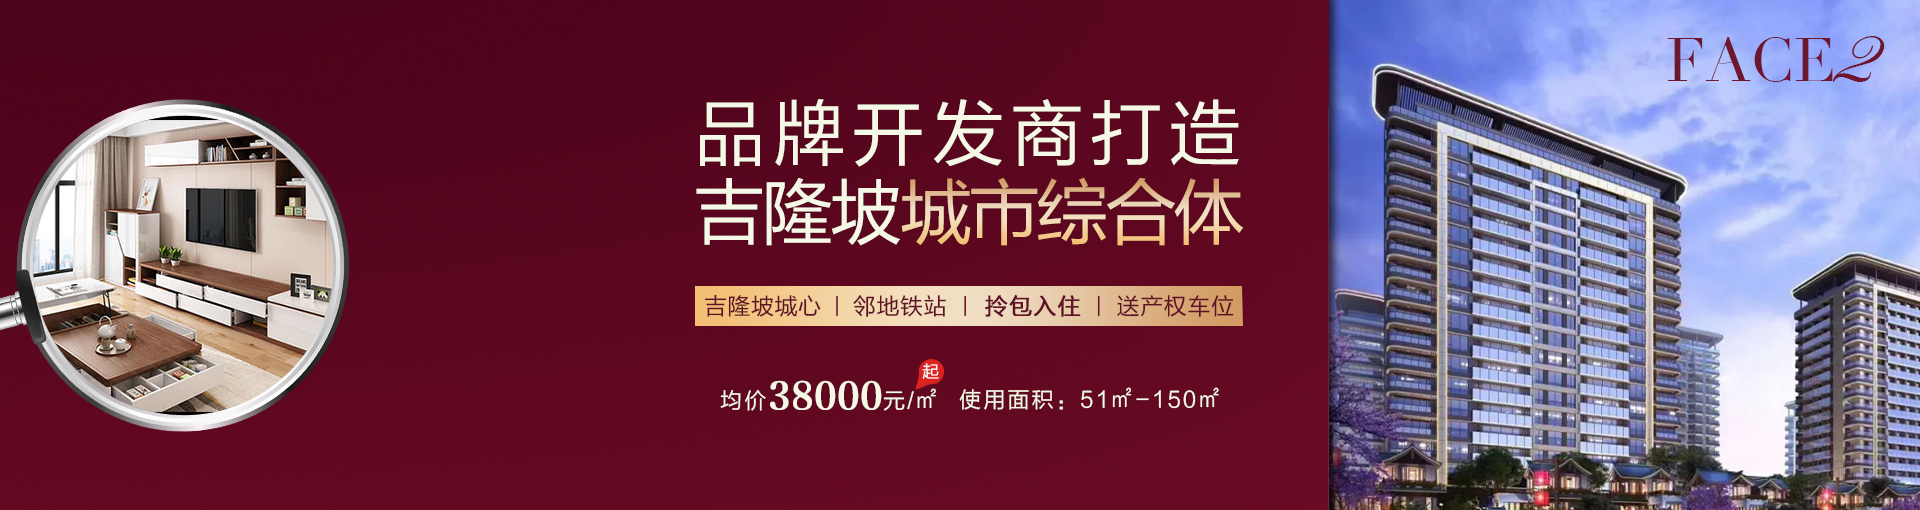 FACE2
品牌开发商打造
吉隆坡城市综合体
吉隆坡城心 | 邻地铁站 | 拎包入住 | 送产权车位
均价38000元/㎡起 使用面积：51㎡-150㎡